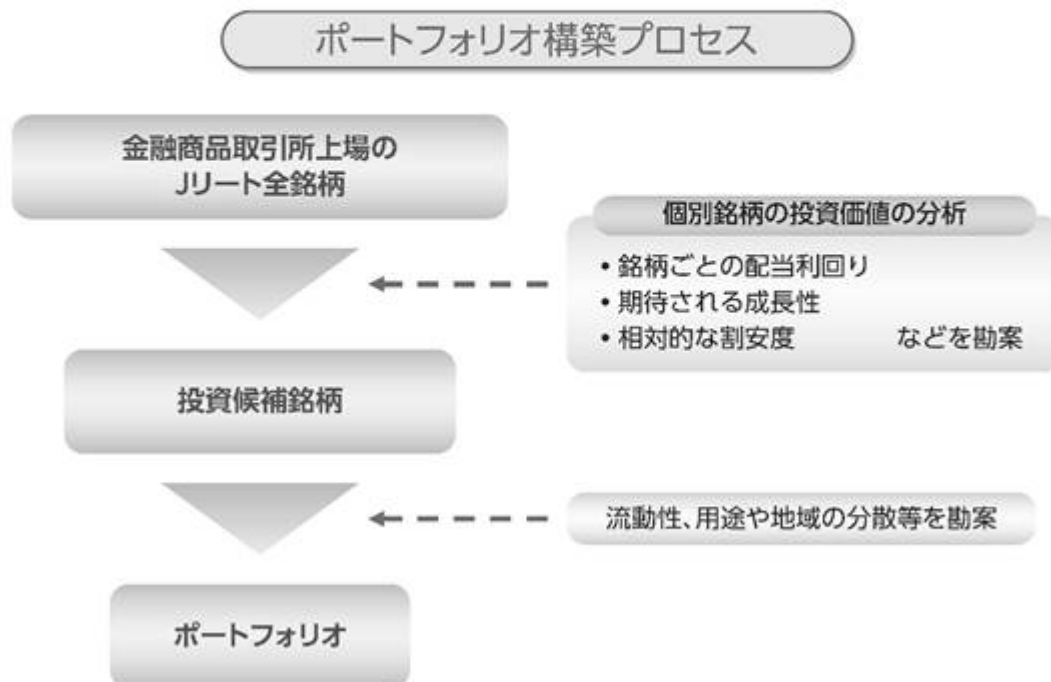 ポートフォリオ構築プロセス
金融商品取引所上場の
Jリート全銘柄
個別銘柄の投資価値の分析
• 銘柄ごとの配当利回り
• 期待される成長性
• 相対的な割安度 などを勘案
投資候補銘柄
流動性、用途や地域の分散等を勘案
ポートフォリオ